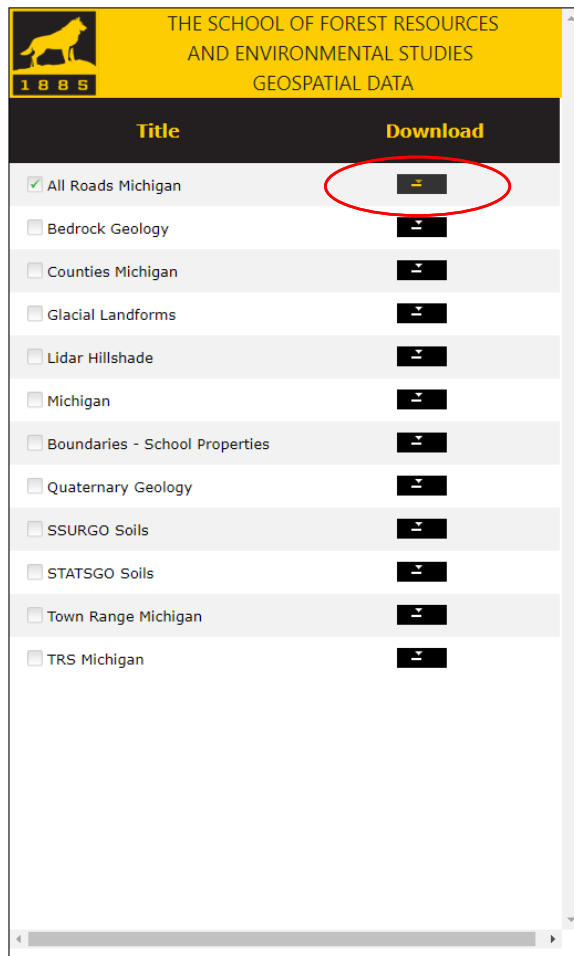 THE SCHOOL OF FOREST RESOURCES
AND ENVIRONMENTAL STUDIES
GEOSPATIAL DATA
1885
Title Download
All Roads Michigan
Bedrock Geology
Counties Michigan
Glacial Landforms
Lidar Hillshade
Michigan
Boundaries - School Properties
Quaternary Geology
SSURGO Soils
STATSGO Soils
Town Range Michigan
TRS Michigan